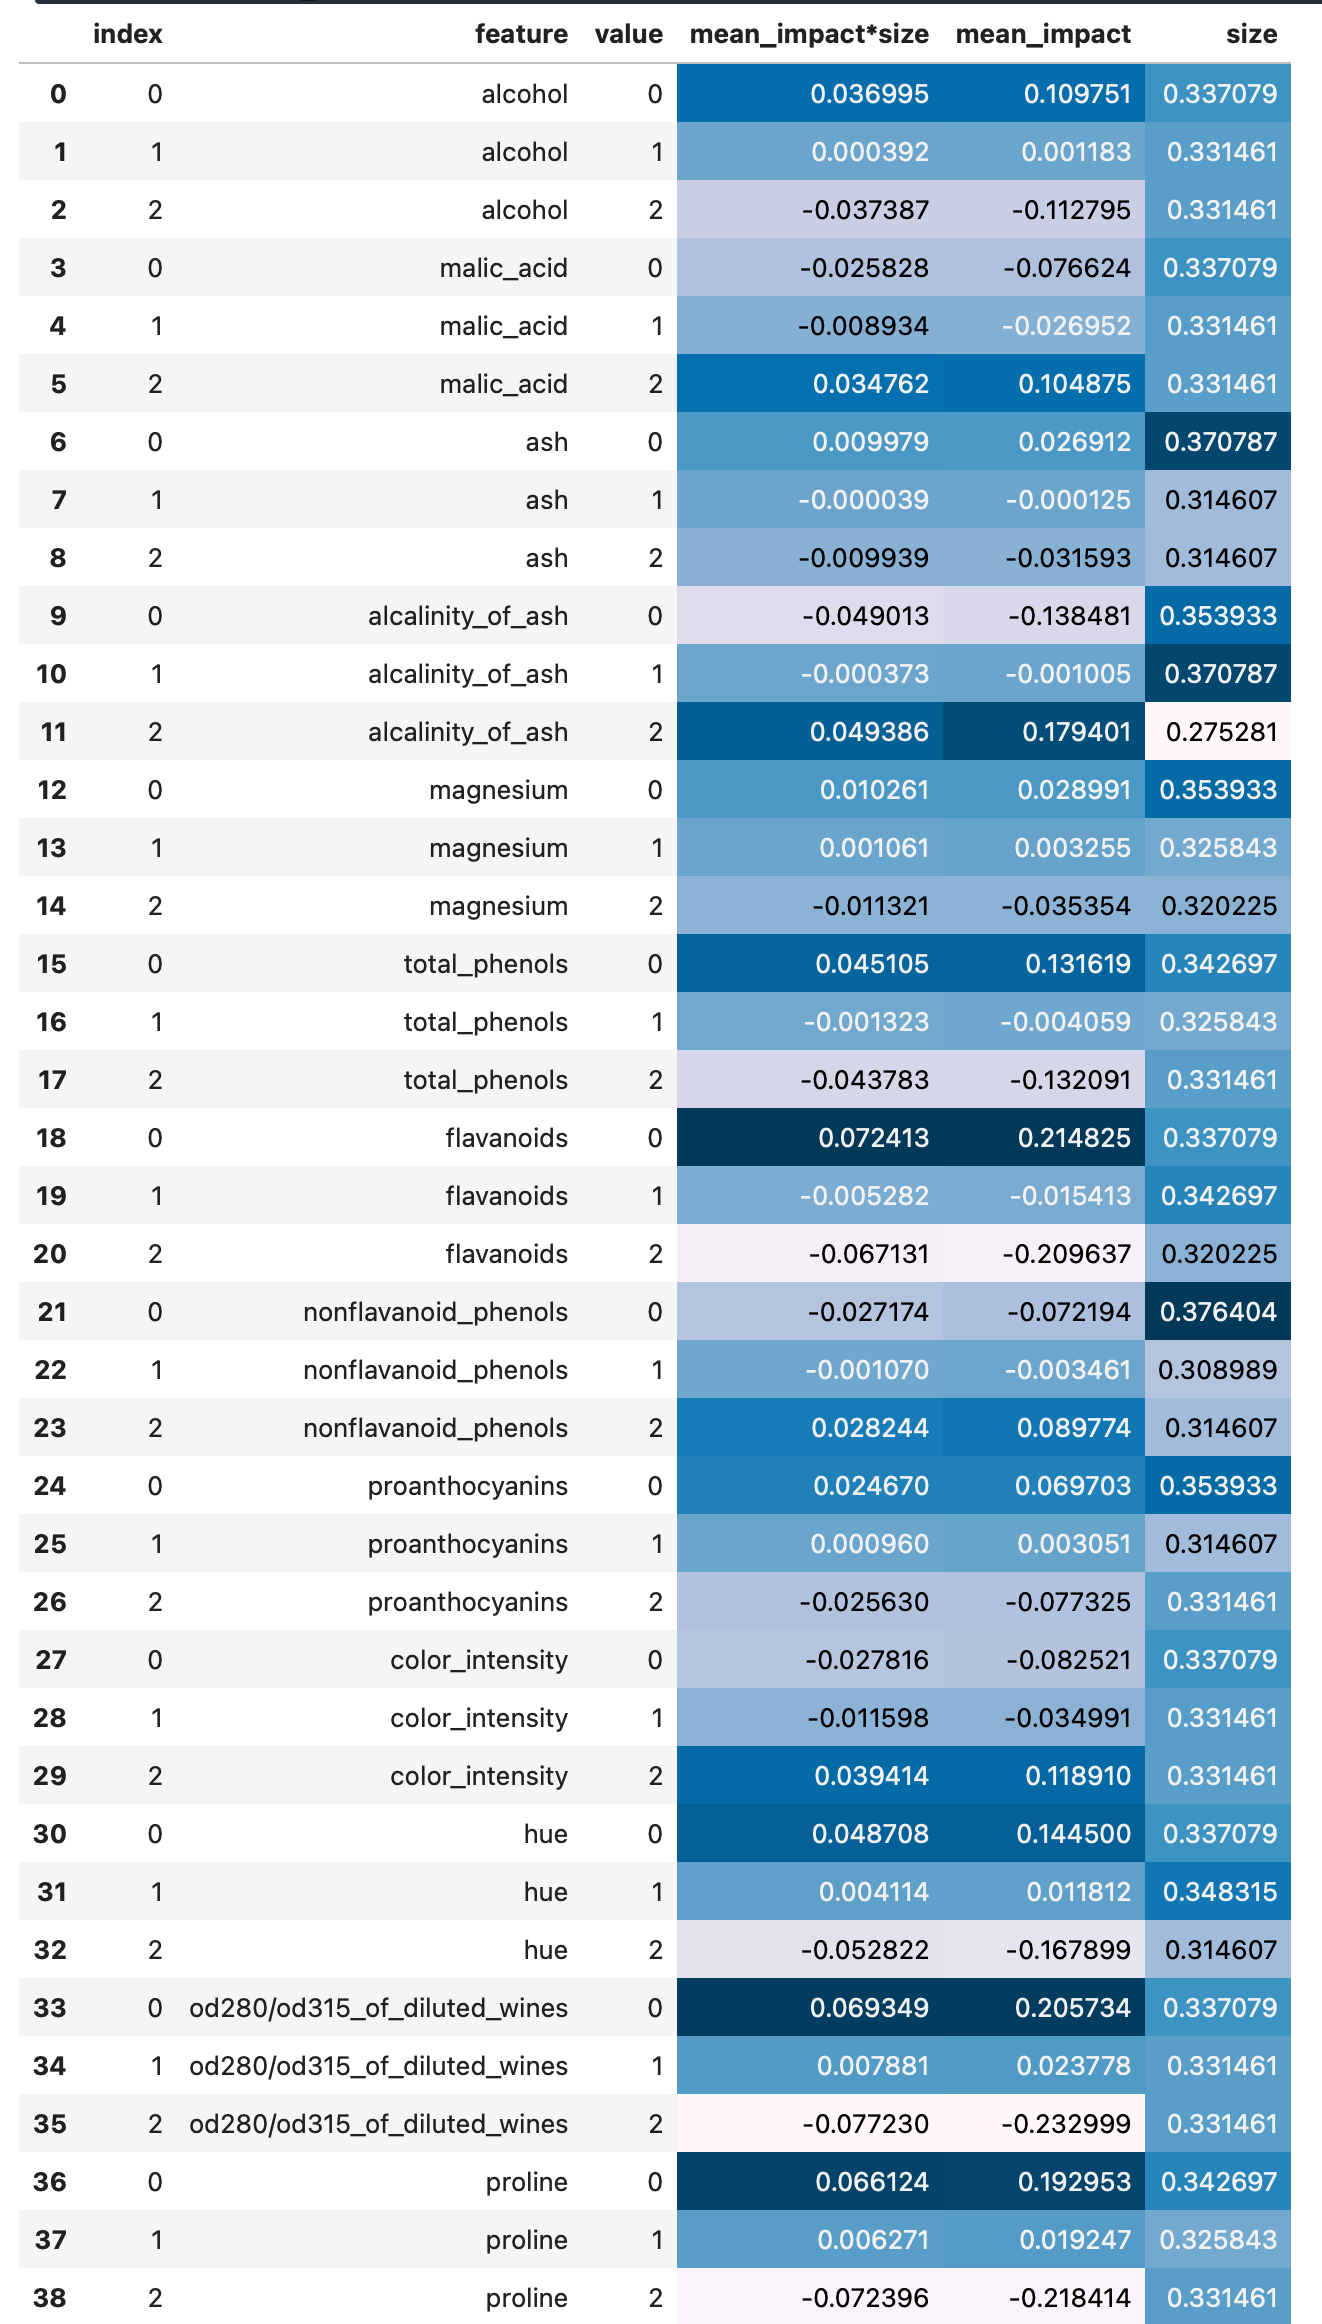 index feature value mean_impact*size mean_impact size
0 0 alcohol 0 0.036995 0.109751 0.337079
1 1 alcohol 1 0.000392 0.001183 0.331461
2 2 alcohol 2 -0.037387 -0.112795 0.331461
3 0 malic_acid 0 -0.025828 -0.076624 0.337079
4 1 malic_acid 1 -0.008934 -0.026952 0.331461
5 2 malic_acid 2 0.034762 0.104875 0.331461
6 0 ash 0 0.009979 0.026912 0.370787
7 1 ash 1 -0.000039 -0.000125 0.314607
8 2 ash 2 -0.009939 -0.031593 0.314607
9 0 alcalinity_of_ash 0 -0.049013 -0.138481 0.353933
10 1 alcalinity_of_ash 1 -0.000373 -0.001005 0.370787
11 2 alcalinity_of_ash 2 0.049386 0.179401 0.275281
12 0 magnesium 0 0.010261 0.028991 0.353933
13 1 magnesium 1 0.001061 0.003255 0.325843
14 2 magnesium 2 -0.011321 -0.035354 0.320225
15 0 total_phenols 0 0.045105 0.131619 0.342697
16 1 total_phenols 1 -0.001323 -0.004059 0.325843
17 2 total_phenols 2 -0.043783 -0.132091 0.331461
18 0 flavanoids 0 0.072413 0.214825 0.337079
19 1 flavanoids 1 -0.005282 -0.015413 0.342697
20 2 flavanoids 2 -0.067131 -0.209637 0.320225
21 0 nonflavanoid_phenols 0 -0.027174 -0.072194 0.376404
22 1 nonflavanoid_phenols 1 -0.001070 -0.003461 0.308989
23 2 nonflavanoid_phenols 2 0.028244 0.089774 0.314607
24 0 proanthocyanins 0 0.024670 0.069703 0.353933
25 1 proanthocyanins 1 0.000960 0.003051 0.314607
26 2 proanthocyanins 2 -0.025630 -0.077325 0.331461
27 0 color_intensity 0 -0.027816 -0.082521 0.337079
28 1 color_intensity 1 -0.011598 -0.034991 0.331461
29 2 color_intensity 2 0.039414 0.118910 0.331461
30 0 hue 0 0.048708 0.144500 0.337079
31 1 hue 1 0.004114 0.011812 0.348315
32 2 hue 2 -0.052822 -0.167899 0.314607
33 0 od280/od315_of_diluted_wines 0 0.069349 0.205734 0.337079
34 1 od280/od315_of_diluted_wines 1 0.007881 0.023778 0.331461
35 2 od280/od315_of_diluted_wines 2 -0.077230 -0.232999 0.331461
36 0 proline 0 0.066124 0.192953 0.342697
37 1 proline 1 0.006271 0.019247 0.325843
38 2 proline 2 -0.072396 -0.218414 0.331461